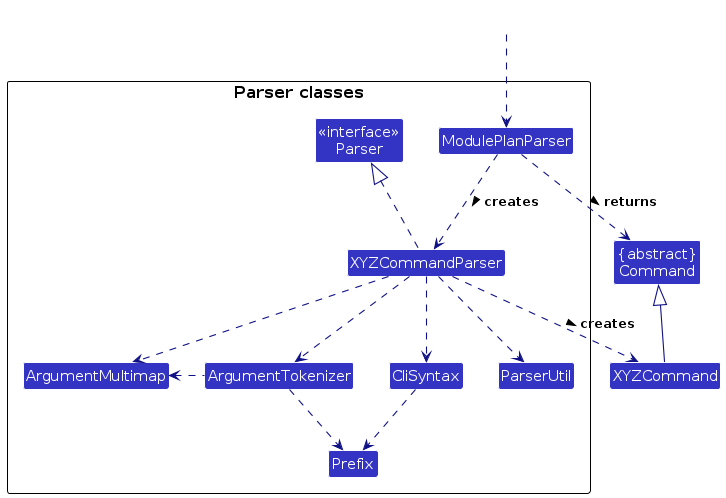 Parser classes
«interface»
Parser
ModulePlanParser
creates
returns
XYZCommandParser
{abstract}
Command
creates
ArgumentMultimap
ArgumentTokenizer
CliSyntax
ParserUtil
XYZCommand
Prefix